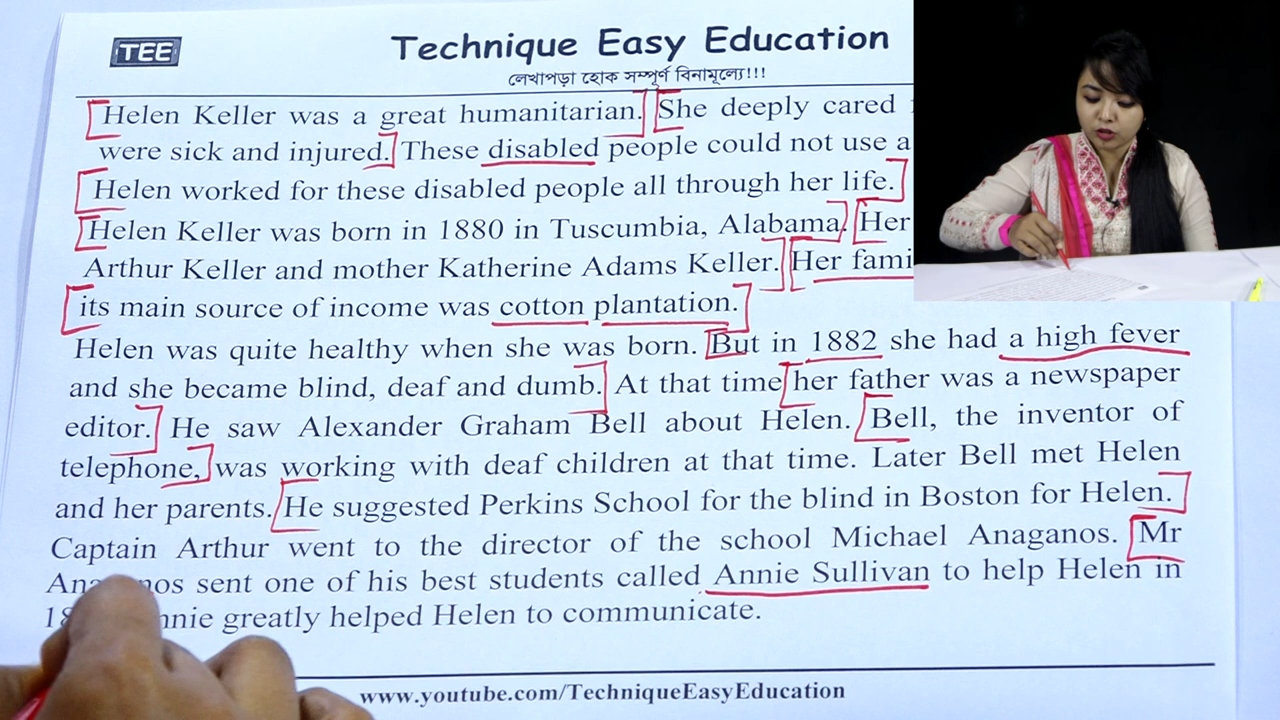 TEE
Technique Easy Education
লেখাপড়া হোক সম্পূর্ণ বিনামূল্যে!!!
Helen Keller was a great humanitarian. She deeply cared
were sick and injured. These disabled people could not use a
Helen worked for these disabled people all through her life.
Helen Keller was born in 1880 in Tuscumbia, Alabama. Her
Arthur Keller and mother Katherine Adams Keller. Her
its main source of income was cotton plantation.
Helen was quite healthy when she was born. But in 1882 she had a high fever
and she became blind, deaf and dumb. At that time her father was a newspaper
editor. He saw Alexander Graham Bell about Helen. Bell, the inventor of
telephone, was working with deaf children at that time. Later Bell met Helen
and her parents. He suggested Perkins School for the blind in Boston for Helen.
Captain Arthur went to the director of the school Michael Anaganos. Mr
sent one of his best students called Annie Sullivan to help Helen in
greatly helped Helen to communicate.
www.youtube.com/TechniqueEasyEducation